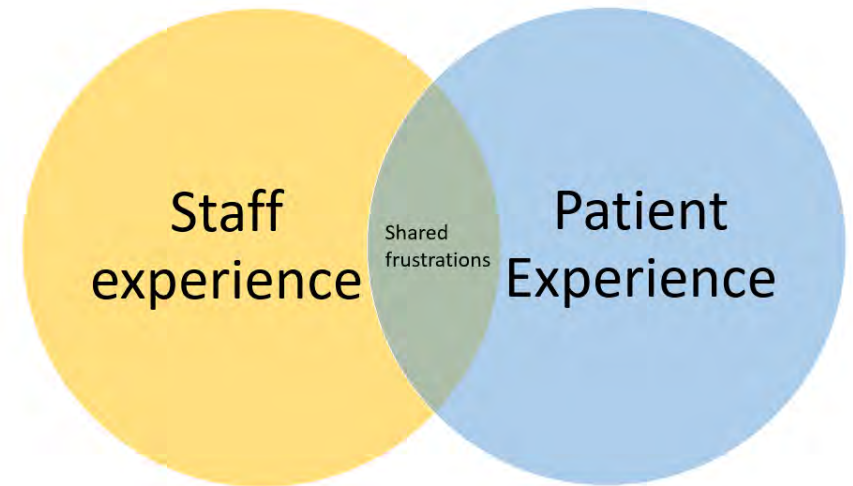 Staff
experience
Shared
frustrations
Patient
Experience